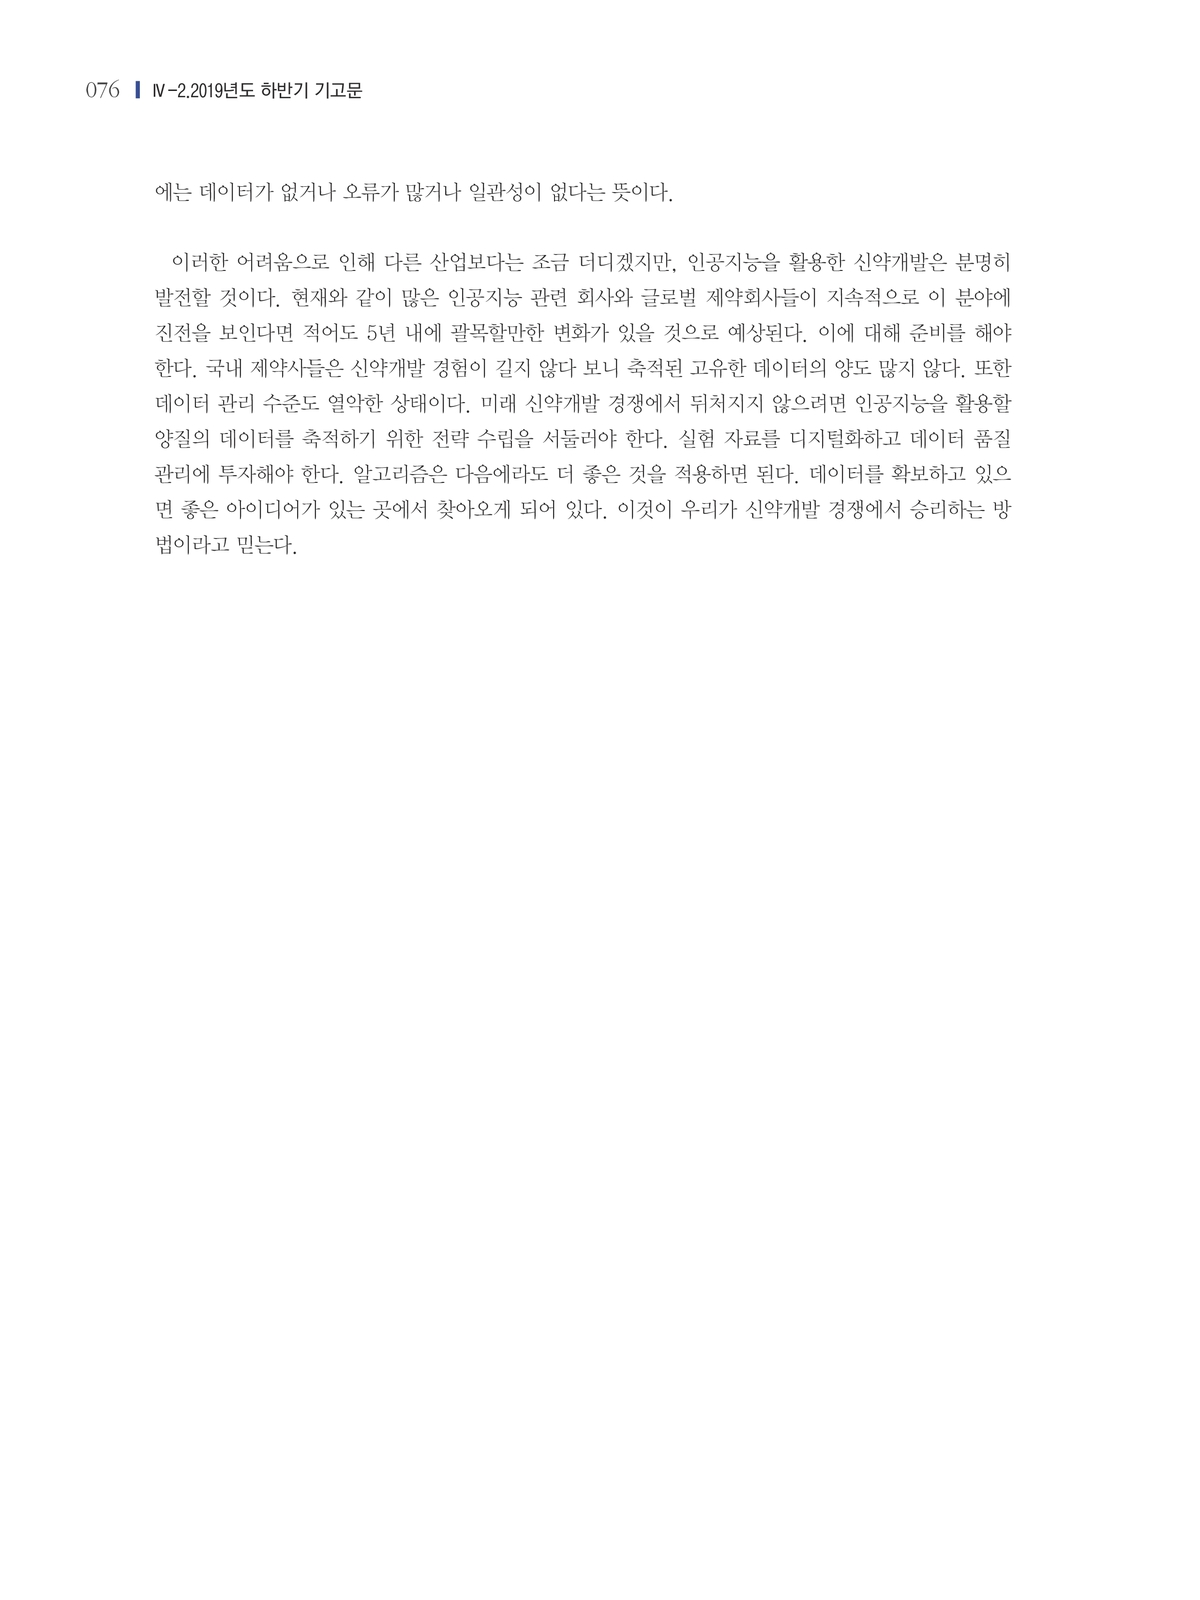 076 Ⅳ-2.2019년도 하반기 기고문
에는 데이터가 없거나 오류가 많거나 일관성이 없다는 뜻이다.
이러한 어려움으로 인해 다른 산업보다는 조금 더디겠지만, 인공지능을 활용한 신약개발은 분명히
발전할 것이다. 현재와 같이 많은 인공지능 관련 회사와 글로벌 제약회사들이 지속적으로 이 분야에
진전을 보인다면 적어도 5년 내에 괄목할만한 변화가 있을 것으로 예상된다. 이에 대해 준비를 해야
한다. 국내 제약사들은 신약개발 경험이 길지 않다 보니 축적된 고유한 데이터의 양도 많지 않다. 또한
데이터 관리 수준도 열악한 상태이다. 미래 신약개발 경쟁에서 뒤처지지 않으려면 인공지능을 활용할
양질의 데이터를 축적하기 위한 전략 수립을 서둘러야 한다. 실험 자료를 디지털화하고 데이터 품질
관리에 투자해야 한다. 알고리즘은 다음에라도 더 좋은 것을 적용하면 된다. 데이터를 확보하고 있으
면 좋은 아이디어가 있는 곳에서 찾아오게 되어 있다. 이것이 우리가 신약개발 경쟁에서 승리하는 방
법이라고 믿는다.